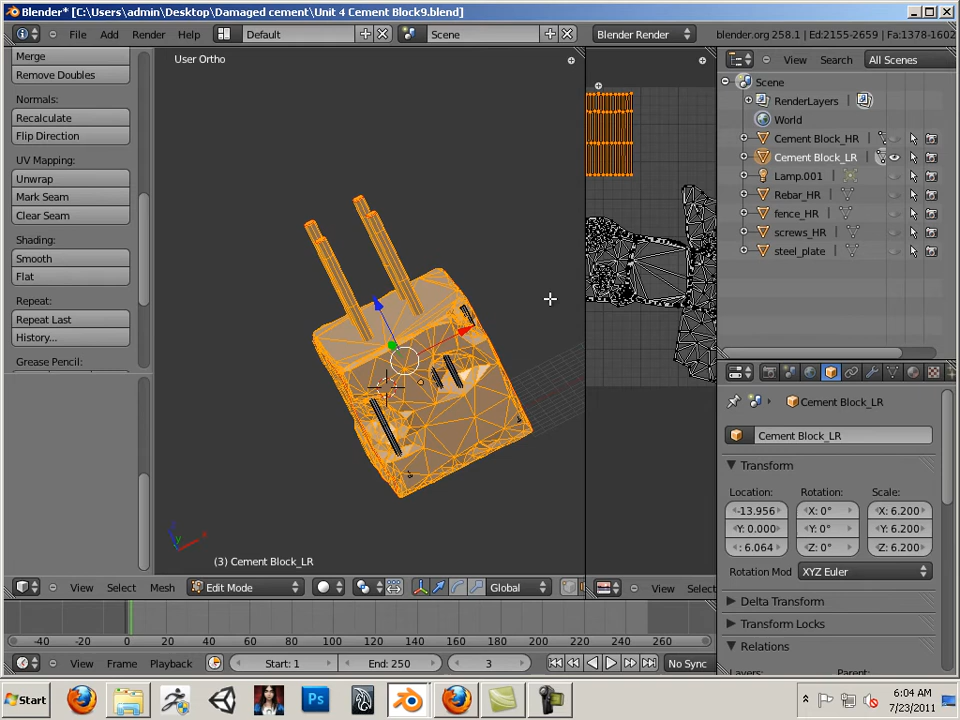 Blender* [C:\Users\admin\Desktop\Damaged cement\Unit 4 Cement Block9.blend]
File Add Render Help Default Scene Blender Render blender.org 258.1 | Ed:2155-2659 | Fa:1378-1602
Merge
Remove Doubles
Normals:
Recalculate
Flip Direction
UV Mapping:
Unwrap
Mark Seam
Clear Seam
Shading:
Smooth
Flat
Repeat:
Repeat Last
History...
Grease Pencil:
User Ortho
(3) Cement Block_LR
View Select Mesh Edit Mode Global
View Select
View Search All Scenes
Scene
RenderLayers
World
Cement Block_HR
Cement Block_LR
Lamp.001
Rebar_HR
fence_HR
screws_HR
steel_plate
Cement Block_LR
Cement Block_LR
Transform
Location: Rotation: Scale:
-13.956 X: 0° X: 6.200
Y: 0.000 Y: 0° Y: 6.200
: 6.064 Z: 0° Z: 6.200
Rotation Mod XYZ Euler
Delta Transform
Transform Locks
Relations
Layers: Parent:
-40 -20 0 20 40 60 80 100 120 140 160 180 200 220 240 260
View Frame Playback Start: 1 End: 250 3 No Sync
Start Ps 6:04 AM
7/23/2011